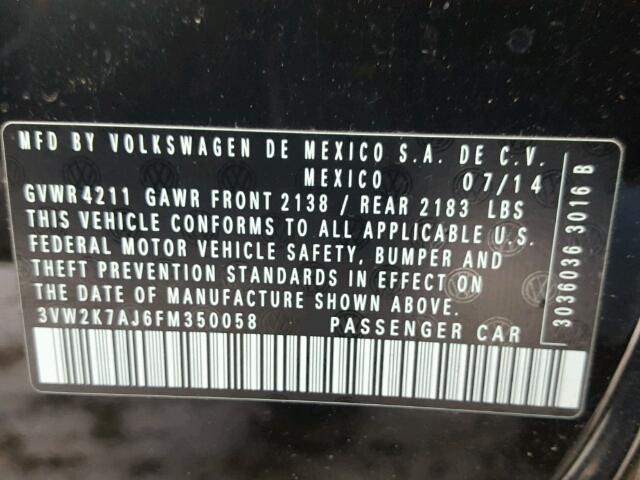 MFD BY VOLKSWAGEN DE MEXICO S.A. DE C.V.
MEXICO 07/14
GVWR 4211 GAWR FRONT 2138 / REAR 2183 LBS
THIS VEHICLE CONFORMS TO ALL APPLICABLE U.S.
FEDERAL MOTOR VEHICLE SAFETY, BUMPER AND
THEFT PREVENTION STANDARDS IN EFFECT ON
THE DATE OF MANUFACTURE SHOWN ABOVE.
3VW2K7AJ6FM350058 PASSENGER CAR
3036036 3016 B